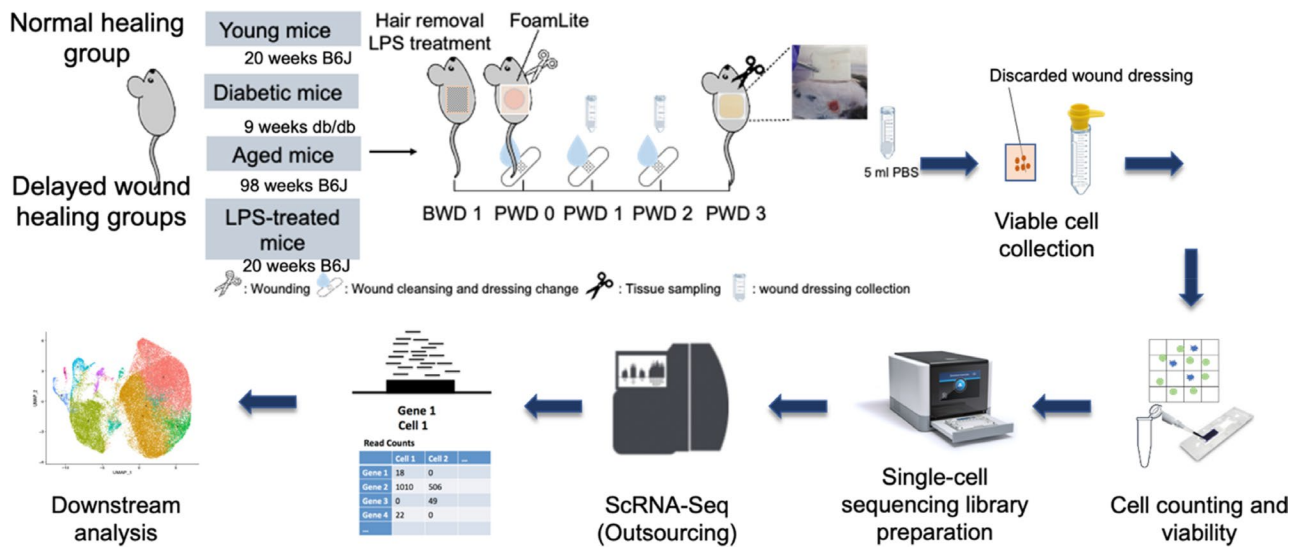 Normal healing
group
Delayed wound
healing groups
Young mice
20 weeks B6J
Diabetic mice
9 weeks db/db
Aged mice
98 weeks B6J
LPS-treated
mice
20 weeks B6J
Hair removal
LPS treatment
FoamLite
BWD 1 PWD 0 PWD 1 PWD 2 PWD 3
: Wounding : Wound cleansing and dressing change : Tissue sampling : wound dressing collection
5 ml PBS
Discarded wound dressing
Viable cell
collection
Cell counting and
viability
Single-cell
sequencing library
preparation
ScRNA-Seq
(Outsourcing)
Gene 1
Cell 1
Read Counts
Cell 1 Cell 2 ...
Gene 1 18 0
Gene 2 1010 506
Gene 3 0 49
Gene 4 22 0
...
UMAP_2
UMAP_1
Downstream
analysis